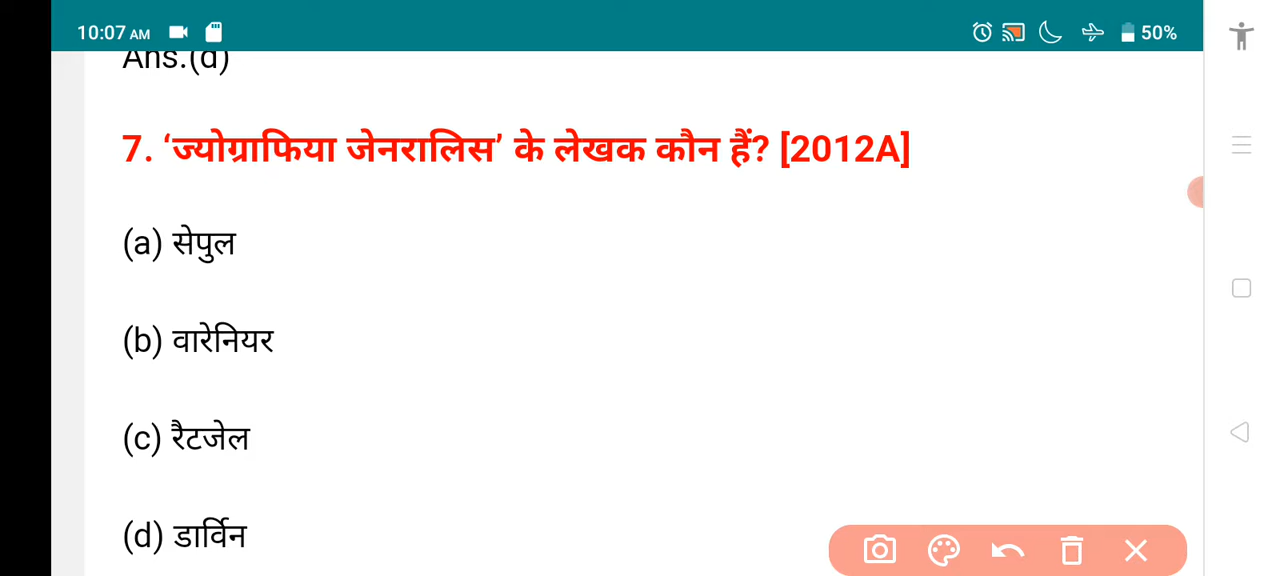 10:07 AM
50%
Ans.(d)
7. ‘ज्योग्राफिया जेनरालिस’ के लेखक कौन हैं? [2012A]
(a) सेपुल
(b) वारेनियर
(c) रैटजेल
(d) डार्विन